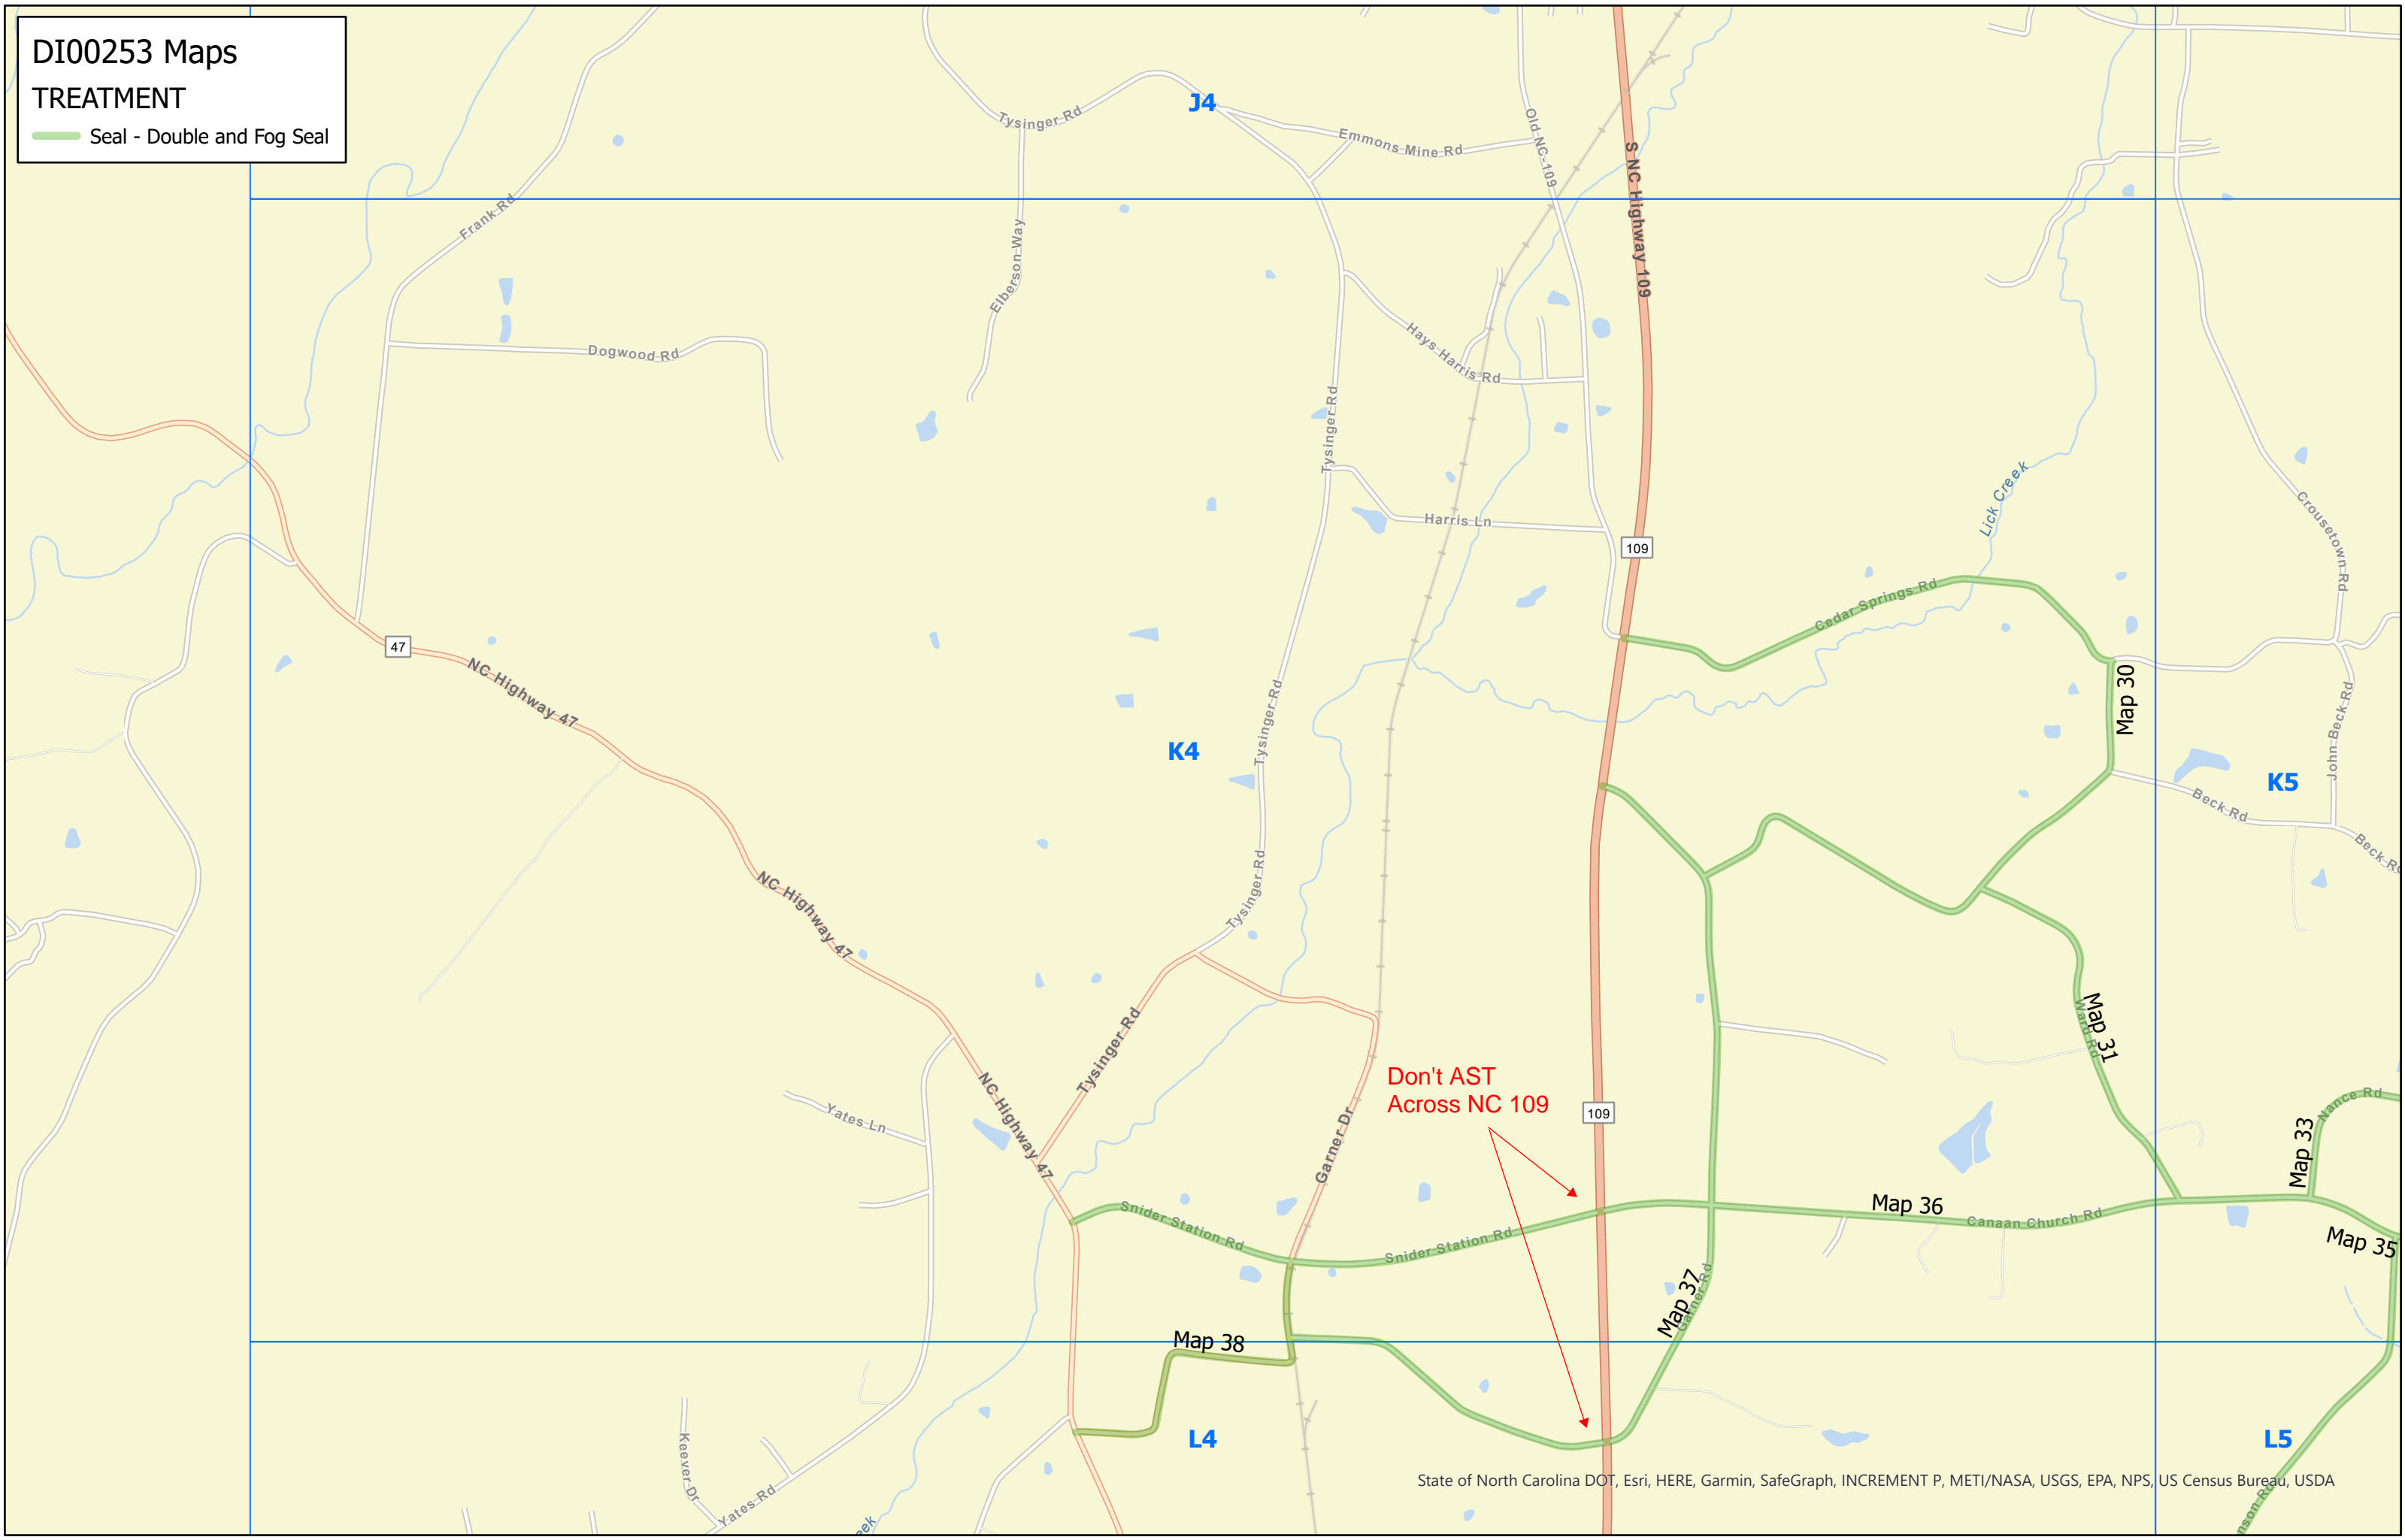 DI00253 Maps
TREATMENT
Seal - Double and Fog Seal
J4
Tysinger Rd
Emmons Mine Rd
Old NC-109
S NC Highway 109
Frank Rd
Elberson Way
Dogwood Rd
Hays Harris Rd
Tysinger Rd
Harris Ln
109
Lick Creek
Crousetown Rd
Cedar Springs Rd
47
NC Highway 47
Map 30
John Beck Rd
Tysinger Rd
K4
K5
Beck Rd
Beck Rd
Tysinger Rd
NC Highway 47
Map 31
Ward Rd
Tysinger Rd
Don't AST
Across NC 109
109
NC Highway 47
Yates Ln
Garner Dr
Nance Rd
Map 33
Map 36
Canaan Church Rd
Snider Station Rd
Snider Station Rd
Map 35
Map 37
Garner Rd
Map 38
L4
L5
Keever Dr
Yates Rd
eek
State of North Carolina DOT, Esri, HERE, Garmin, SafeGraph, INCREMENT P, METI/NASA, USGS, EPA, NPS, US Census Bureau, USDA
nson Rd